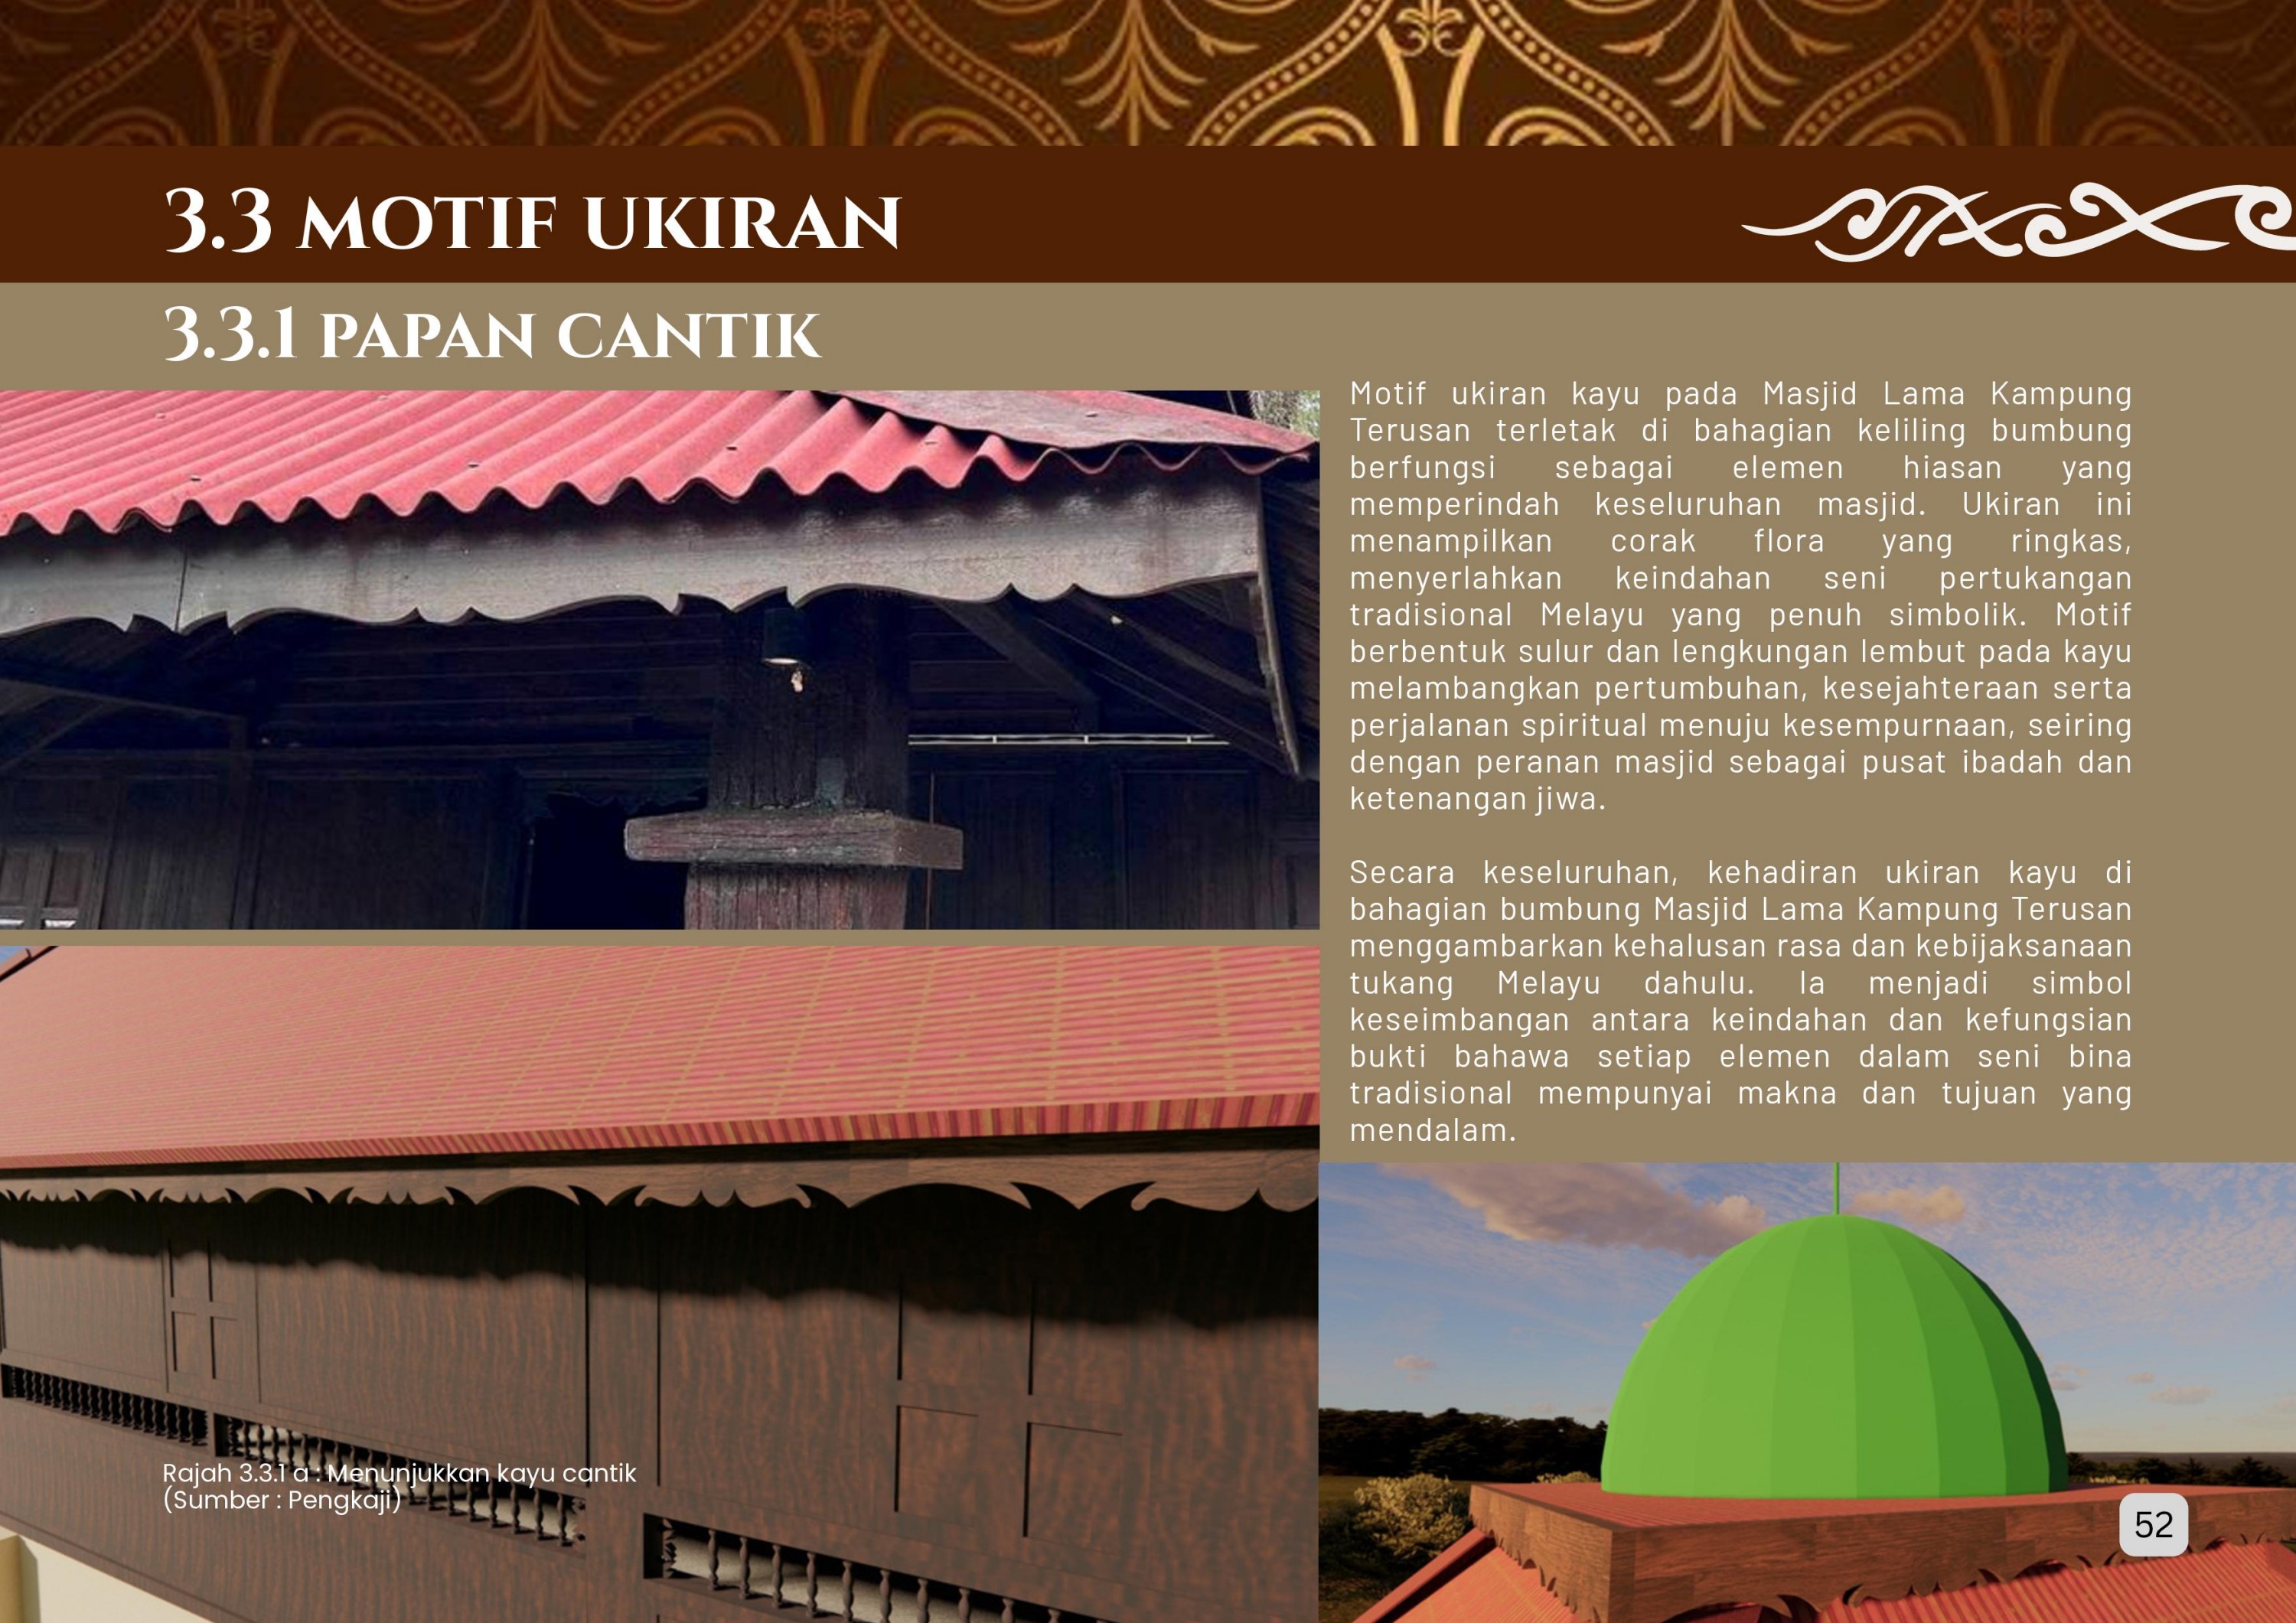 3.3 MOTIF UKIRAN
3.3.1 PAPAN CANTIK
Motif ukiran kayu pada Masjid Lama Kampung
Terusan terletak di bahagian keliling bumbung
berfungsi sebagai elemen hiasan yang
memperindah keseluruhan masjid. Ukiran ini
menampilkan corak flora yang ringkas,
menyerlahkan keindahan seni pertukangan
tradisional Melayu yang penuh simbolik. Motif
berbentuk sulur dan lengkungan lembut pada kayu
melambangkan pertumbuhan, kesejahteraan serta
perjalanan spiritual menuju kesempurnaan, seiring
dengan peranan masjid sebagai pusat ibadah dan
ketenangan jiwa.
Secara keseluruhan, kehadiran ukiran kayu di
bahagian bumbung Masjid Lama Kampung Terusan
menggambarkan kehalusan rasa dan kebijaksanaan
tukang Melayu dahulu. Ia menjadi simbol
keseimbangan antara keindahan dan kefungsian
bukti bahawa setiap elemen dalam seni bina
tradisional mempunyai makna dan tujuan yang
mendalam.
Rajah 3.3.1 a : Menunjukkan kayu cantik
(Sumber : Pengkaji)
52